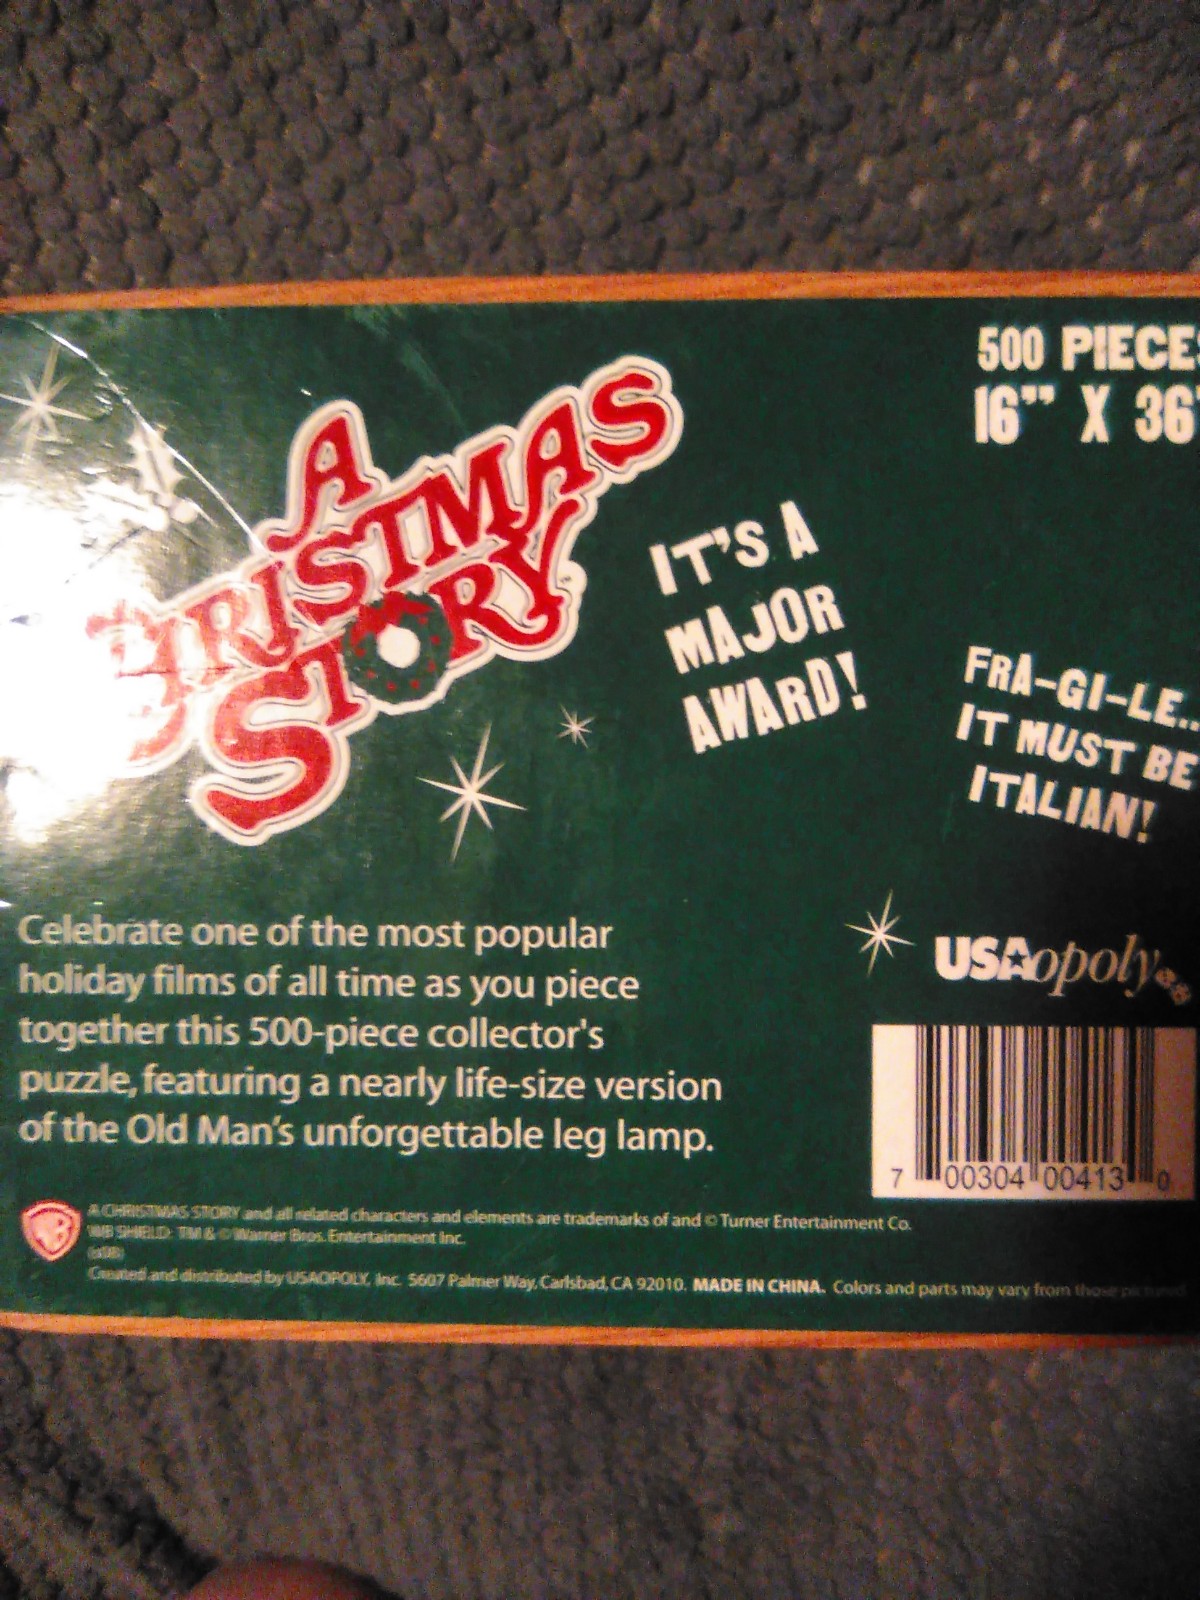 500 PIECES
16" X 36"
A
CHRISTMAS
STORY
IT'S A
MAJOR
AWARD!
FRA-GI-LE...
IT MUST BE
ITALIAN!
Celebrate one of the most popular
holiday films of all time as you piece
together this 500-piece collector's
puzzle, featuring a nearly life-size version
of the Old Man's unforgettable leg lamp.
USAopoly
7 00304 00413 0
WB
A CHRISTMAS STORY and all related characters and elements are trademarks of and © Turner Entertainment Co.
WB SHIELD: TM & © Warner Bros. Entertainment Inc.
(s08)
Created and distributed by USAOPOLY, Inc. 5607 Palmer Way, Carlsbad, CA 92010. MADE IN CHINA. Colors and parts may vary from those pictured